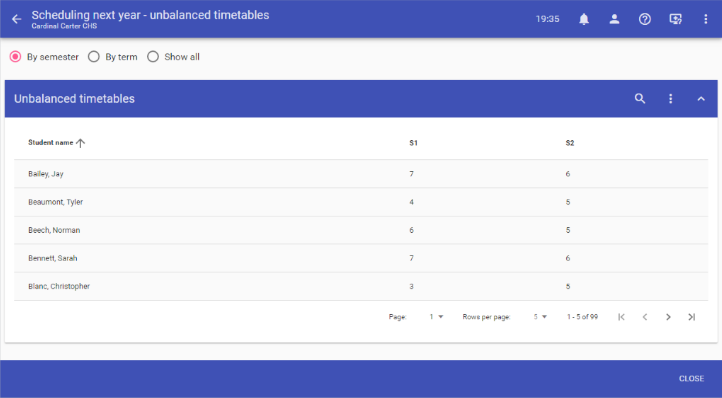 Scheduling next year - unbalanced timetables
Cardinal Carter CHS
19:35
By semester By term Show all
Unbalanced timetables
Student name S1 S2
Bailey, Jay 7 6
Beaumont, Tyler 4 5
Beech, Norman 6 5
Bennett, Sarah 7 6
Blanc, Christopher 3 5
Page: 1 Rows per page: 5 1 - 5 of 99
CLOSE